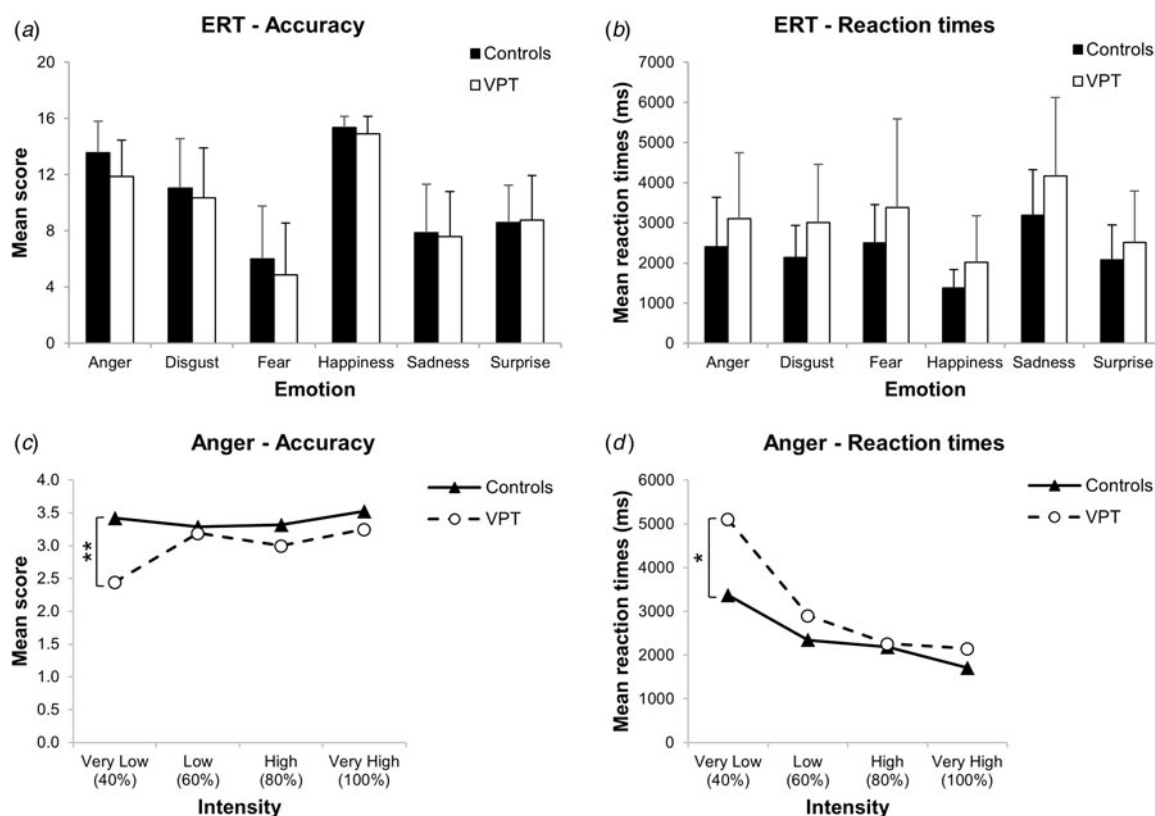 (a)
ERT - Accuracy
Controls
VPT
20
16
12
8
4
0
Mean score
Anger Disgust Fear Happiness Sadness Surprise
Emotion
(b)
ERT - Reaction times
Controls
VPT
7000
6000
5000
4000
3000
2000
1000
0
Mean reaction times (ms)
Anger Disgust Fear Happiness Sadness Surprise
Emotion
(c)
Anger - Accuracy
Controls
VPT
4.0
3.5
3.0
2.5
2.0
1.5
1.0
0.5
0.0
Mean score
**
Very Low Low High Very High
(40%) (60%) (80%) (100%)
Intensity
(d)
Anger - Reaction times
Controls
VPT
6000
5000
4000
3000
2000
1000
0
Mean reaction times (ms)
*
Very Low Low High Very High
(40%) (60%) (80%) (100%)
Intensity